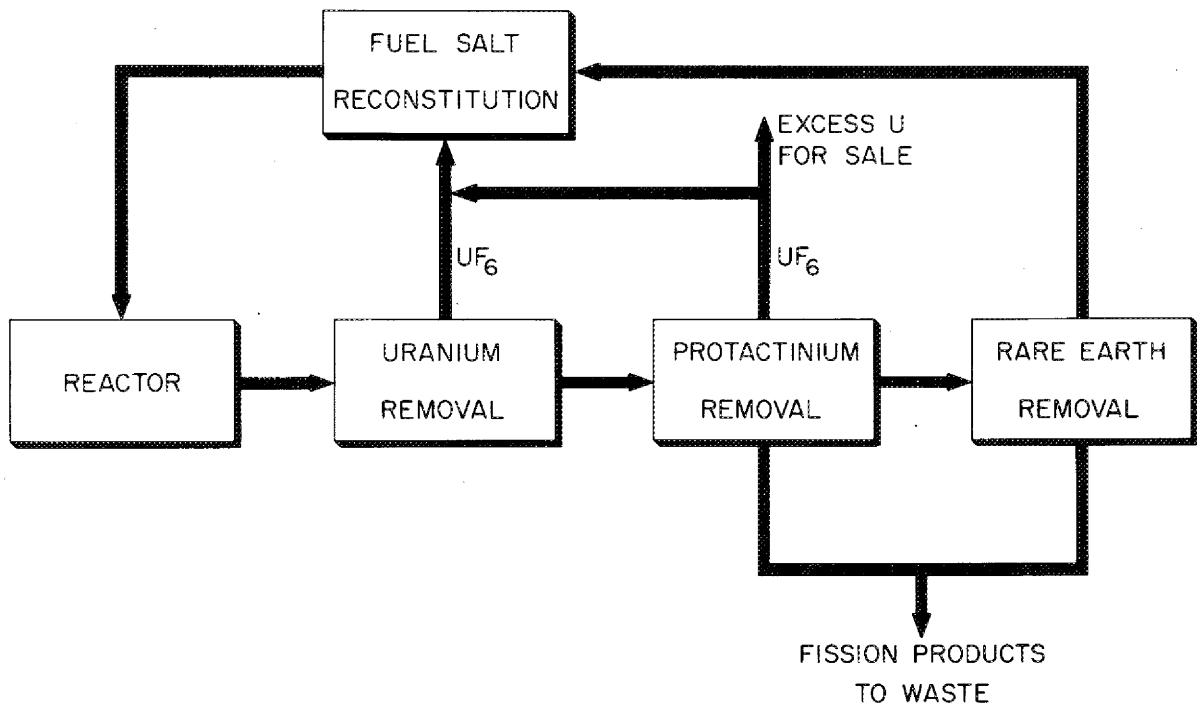 FUEL SALT
RECONSTITUTION
EXCESS U
FOR SALE
UF6
UF6
REACTOR
URANIUM
REMOVAL
PROTACTINIUM
REMOVAL
RARE EARTH
REMOVAL
FISSION PRODUCTS
TO WASTE